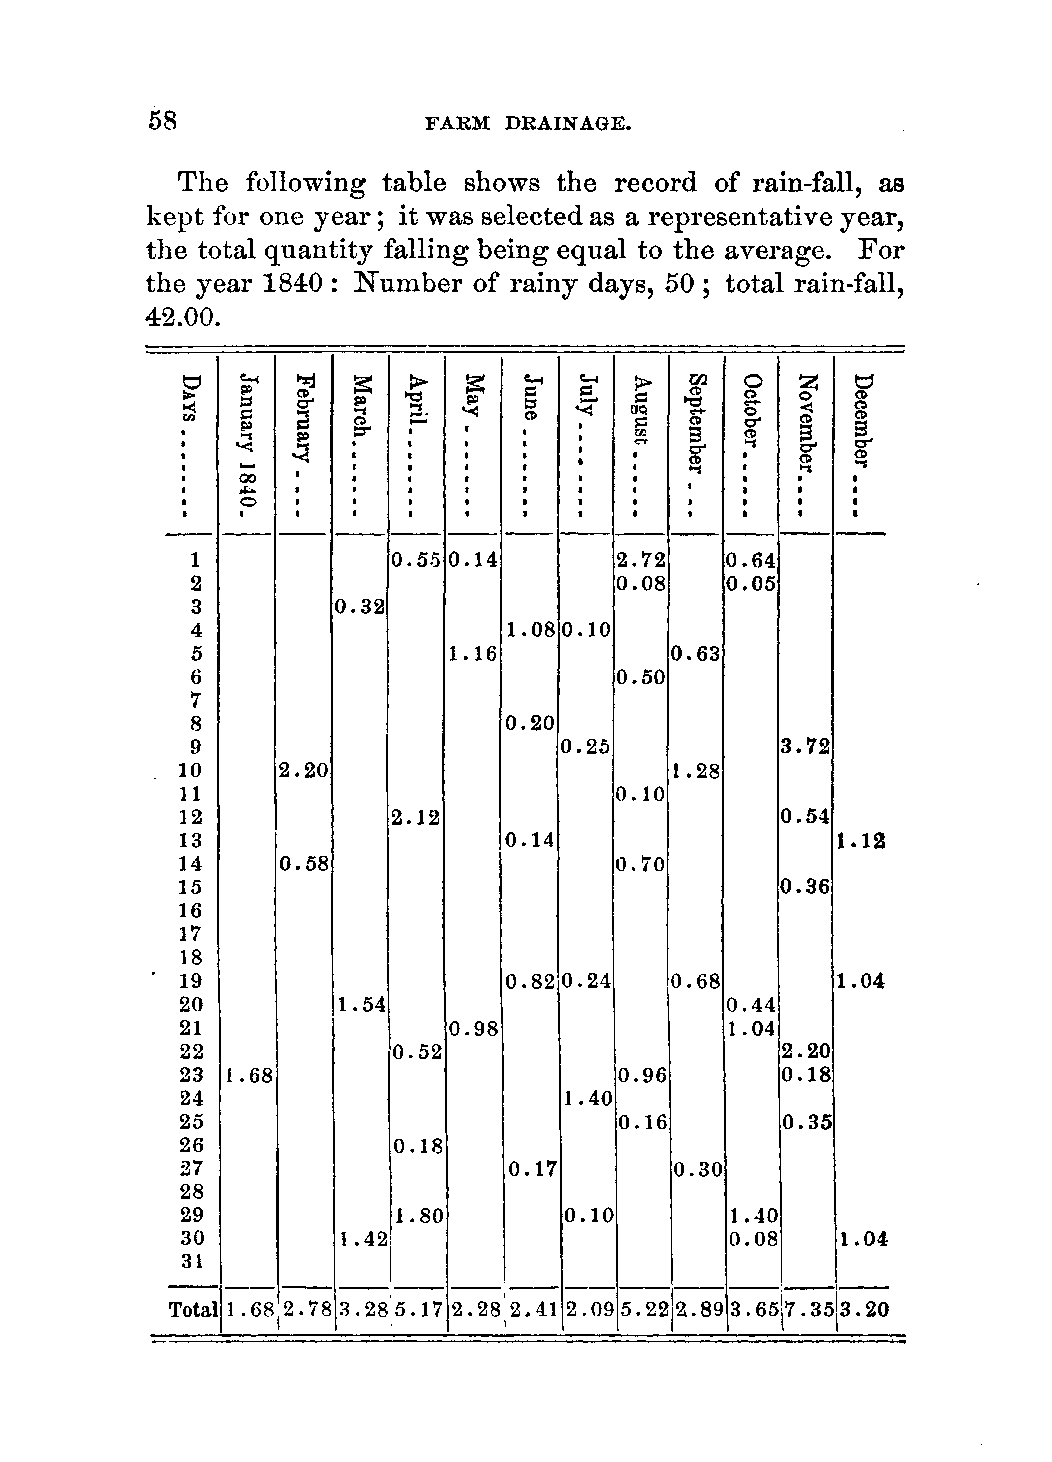 58 FARM DRAINAGE.
The following table shows the record of rain-fall, as
kept for one year; it was selected as a representative year,
the total quantity falling being equal to the average. For
the year 1840: Number of rainy days, 50; total rain-fall,
42.00.
Days...... January 1840. February.... March...... April...... May...... June...... July...... August..... September... October..... November.... December....
1 0.55 0.14 2.72 0.64
2 0.08 0.05
3 0.32
4 1.08 0.10
5 1.16 0.63
6 0.50
7
8 0.20
9 0.25 3.72
10 2.20 1.28
11 0.10
12 2.12 0.54
13 0.14 1.12
14 0.58 0.70
15 0.36
16
17
18
19 0.82 0.24 0.68 1.04
20 1.54 0.44
21 0.98 1.04
22 0.52 2.20
23 1.68 0.96 0.18
24 1.40
25 0.16 0.35
26 0.18
27 0.17 0.30
28
29 1.80 0.10 1.40
30 1.42 0.08 1.04
31
Total 1.68 2.78 3.28 5.17 2.28 2.41 2.09 5.22 2.89 3.65 7.35 3.20